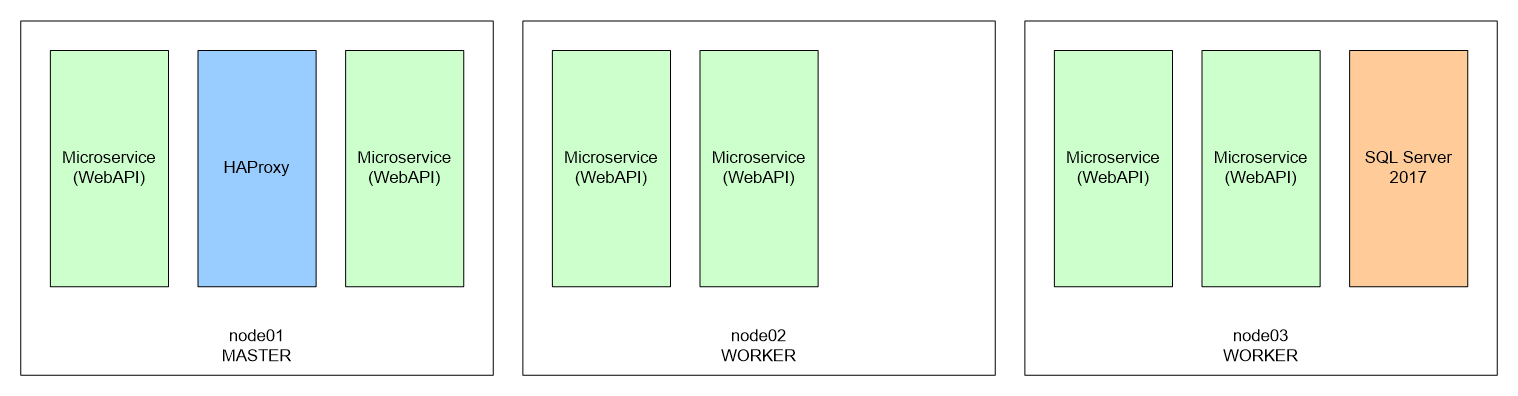 Microservice
(WebAPI)
HAProxy
Microservice
(WebAPI)
node01
MASTER
Microservice
(WebAPI)
Microservice
(WebAPI)
node02
WORKER
Microservice
(WebAPI)
Microservice
(WebAPI)
SQL Server
2017
node03
WORKER